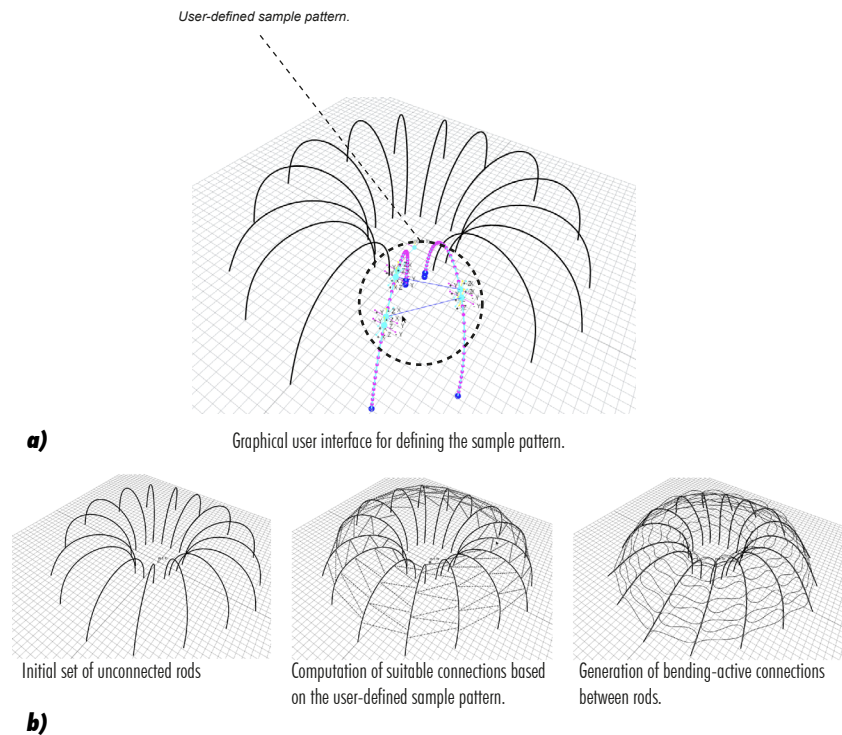 User-defined sample pattern.
a)
Graphical user interface for defining the sample pattern.
Initial set of unconnected rods
Computation of suitable connections based
on the user-defined sample pattern.
Generation of bending-active connections
between rods.
b)